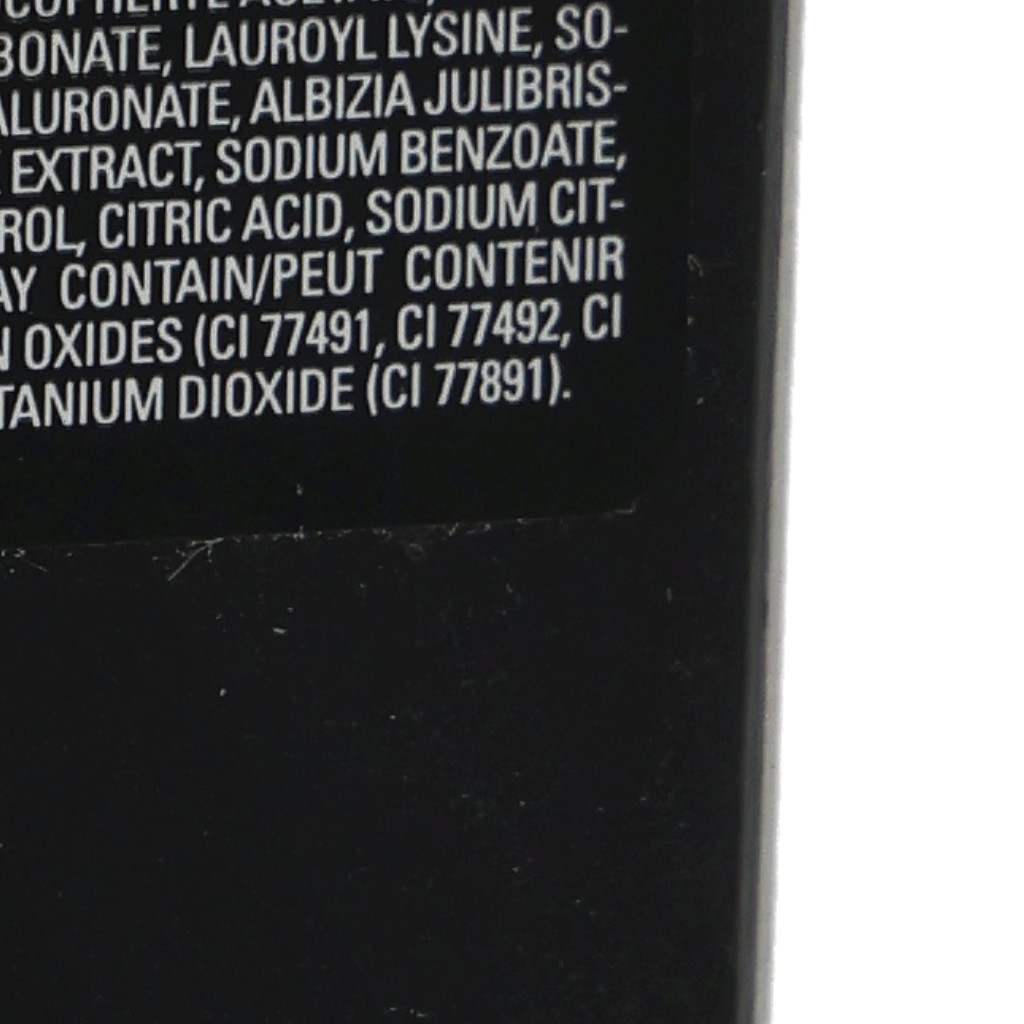 BONATE, LAUROYL LYSINE, SO-
ALURONATE, ALBIZIA JULIBRIS-
EXTRACT, SODIUM BENZOATE,
ROL, CITRIC ACID, SODIUM CIT-
AY CONTAIN/PEUT CONTENIR
N OXIDES (CI 77491, CI 77492, CI
TANIUM DIOXIDE (CI 77891).